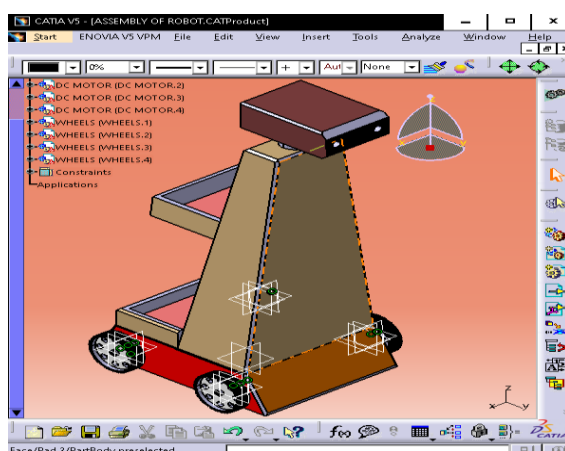 CATIA V5 - [ASSEMBLY OF ROBOT.CATProduct]
Start ENOVIA V5 VPM File Edit View Insert Tools Analyze Window Help
0% Aut None
DC MOTOR (DC MOTOR.2)
DC MOTOR (DC MOTOR.3)
DC MOTOR (DC MOTOR.4)
WHEELS (WHEELS.1)
WHEELS (WHEELS.2)
WHEELS (WHEELS.3)
WHEELS (WHEELS.4)
Constraints
Applications
z
x y
f(x)
CATIA
Face/Pad.3/PartBody preselected